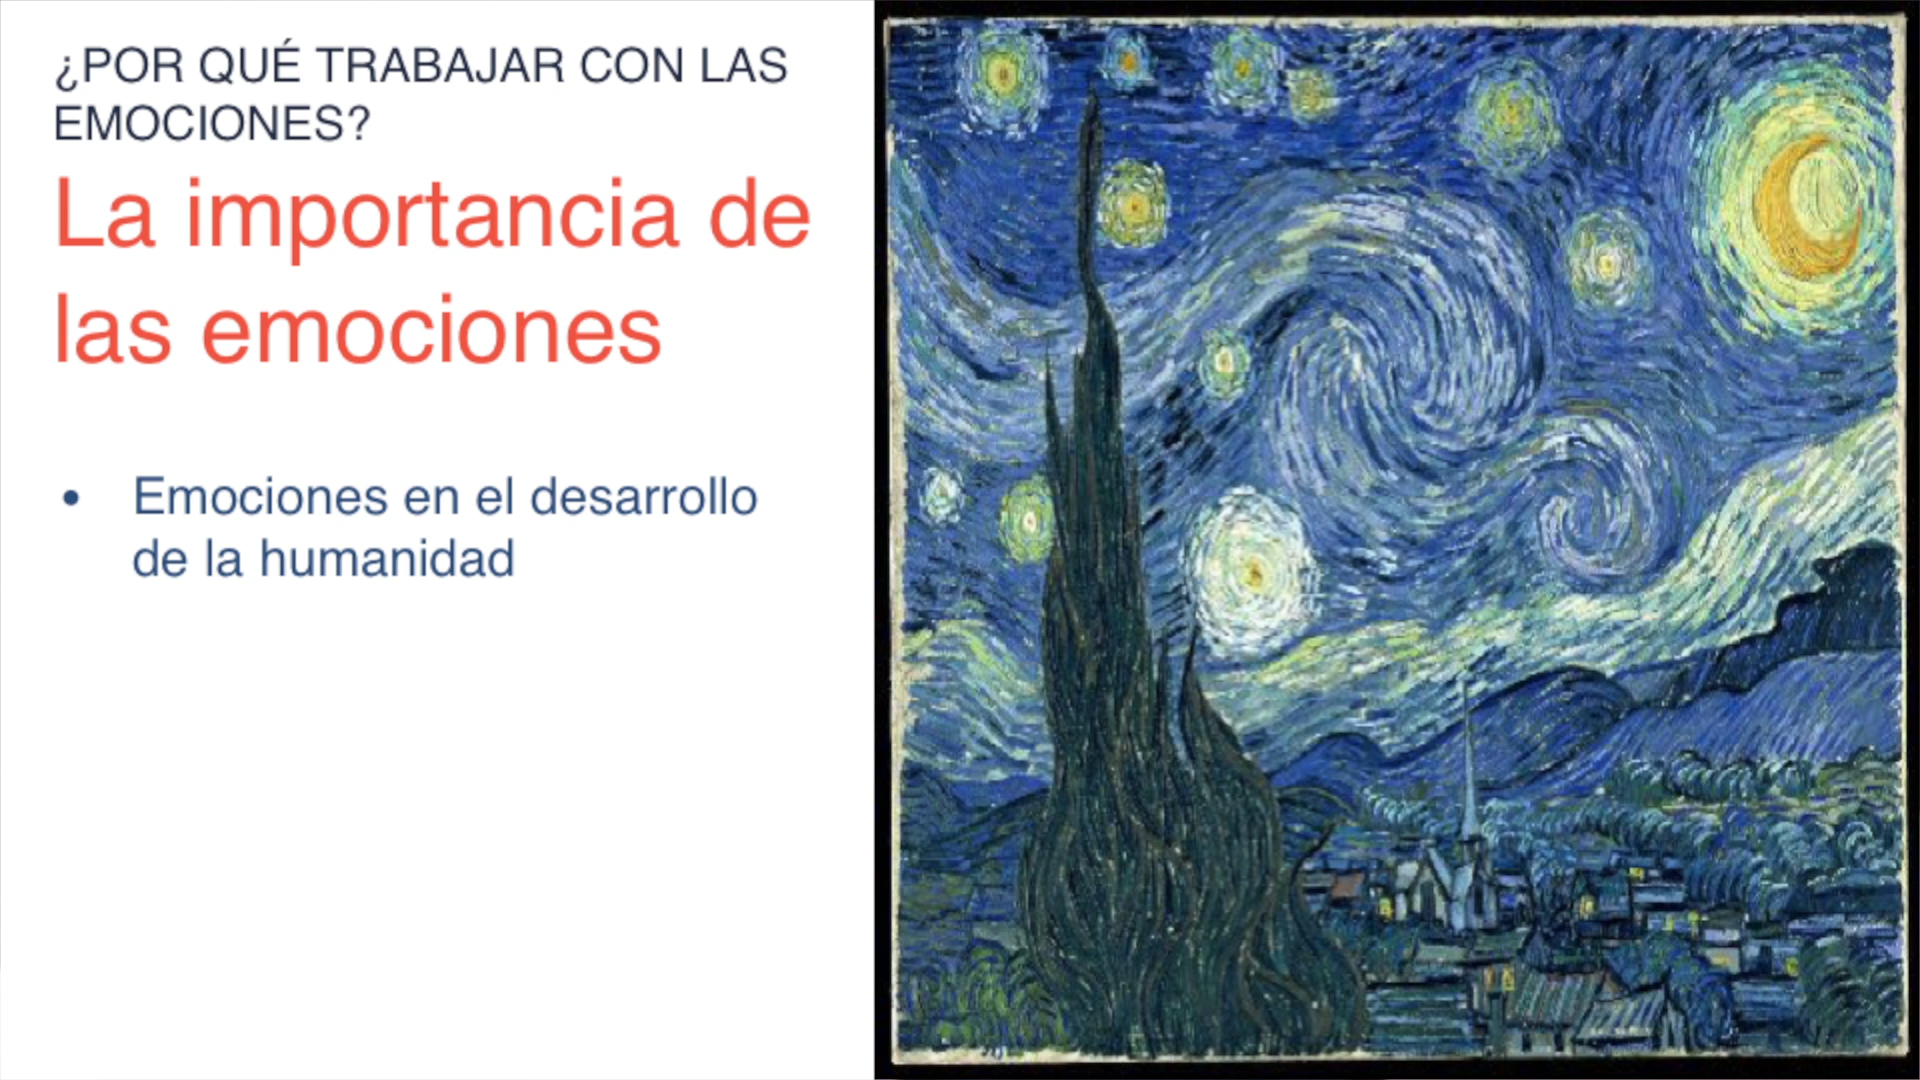 ¿POR QUÉ TRABAJAR CON LAS
EMOCIONES?
La importancia de
las emociones
• Emociones en el desarrollo
de la humanidad